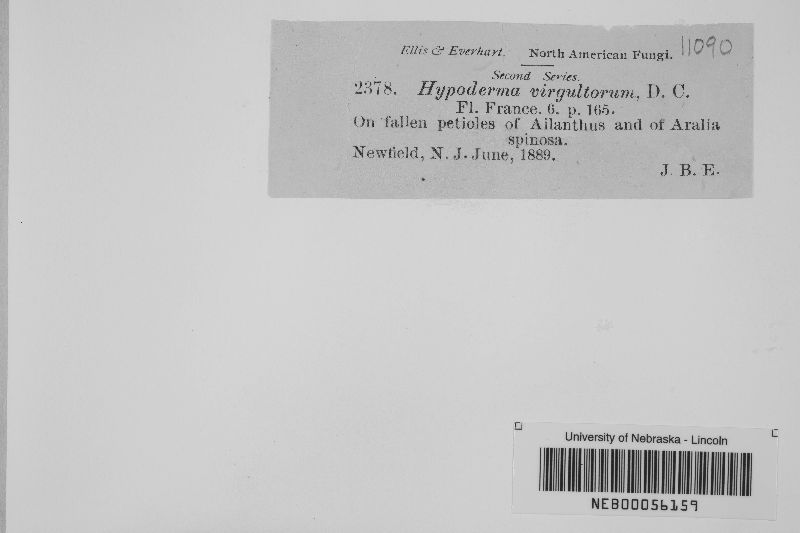 Ellis & Everhart. North American Fungi. 11090
Second Series.
2378. Hypoderma virgultorum, D. C.
Fl. France. 6. p. 165.
On fallen petioles of Ailanthus and of Aralia
spinosa.
Newfield, N. J. June, 1889.
J. B. E.
University of Nebraska - Lincoln
NEB00056159